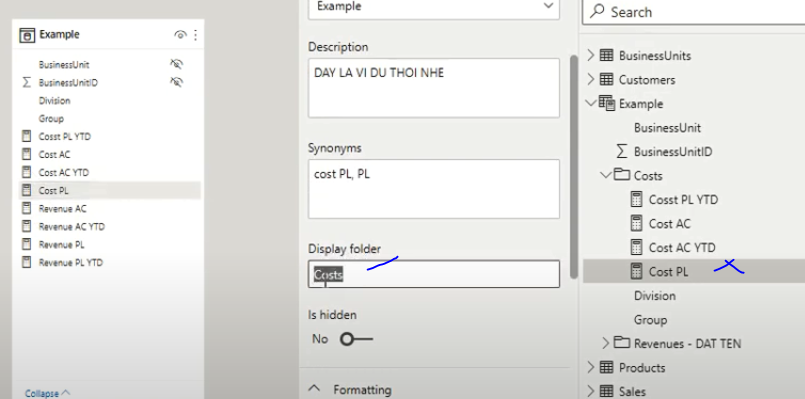 Example
BusinessUnit
BusinessUnitID
Division
Group
Cosst PL YTD
Cost AC
Cost AC YTD
Cost PL
Revenue AC
Revenue AC YTD
Revenue PL
Revenue PL YTD
Collapse
Example
Description
DAY LA VI DU THOI NHE
Synonyms
cost PL, PL
Display folder
Costs
Is hidden
No
Formatting
Search
BusinessUnits
Customers
Example
BusinessUnit
BusinessUnitID
Costs
Cosst PL YTD
Cost AC
Cost AC YTD
Cost PL
Division
Group
Revenues - DAT TEN
Products
Sales